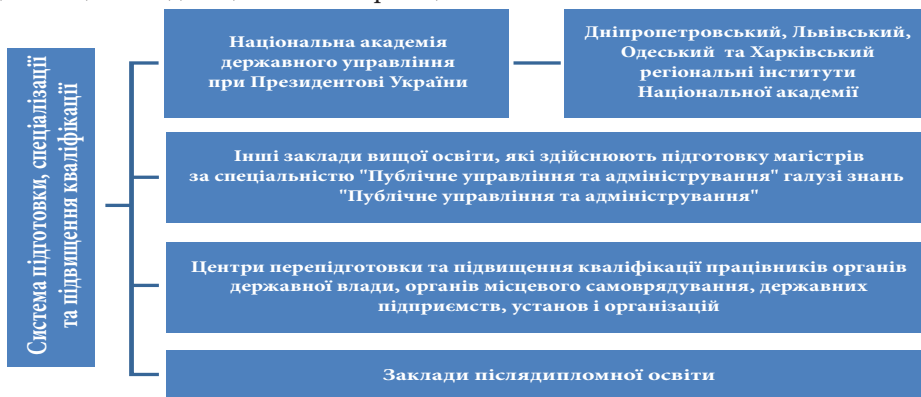 Система підготовки, спеціалізації
та підвищення кваліфікації
Національна академія
державного управління
при Президентові України
Дніпропетровський, Львівський,
Одеський та Харківський
регіональні інститути
Національної академії
Інші заклади вищої освіти, які здійснюють підготовку магістрів
за спеціальністю "Публічне управління та адміністрування" галузі знань
"Публічне управління та адміністрування"
Центри перепідготовки та підвищення кваліфікації працівників органів
державної влади, органів місцевого самоврядування, державних
підприємств, установ і організацій
Заклади післядипломної освіти